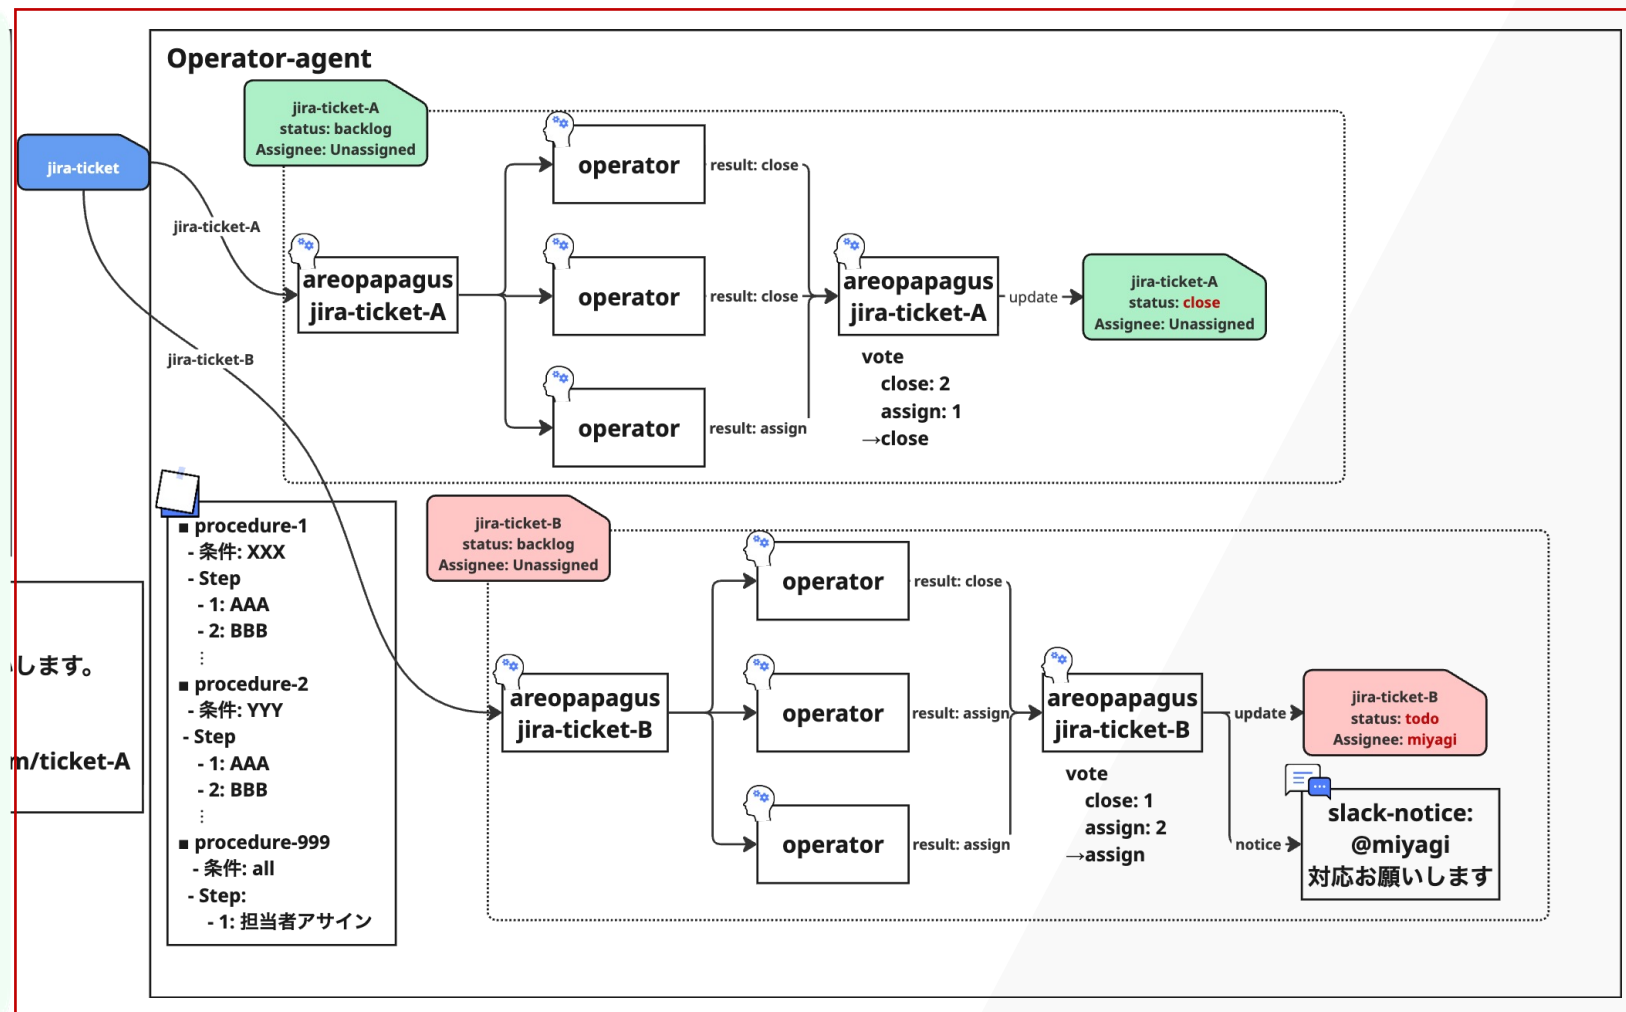 Operator-agent
jira-ticket-A
status: backlog
Assignee: Unassigned
jira-ticket
jira-ticket-A
jira-ticket-B
areopapagus
jira-ticket-A
operator
result: close
operator
result: close
operator
result: assign
areopapagus
jira-ticket-A
vote
close: 2
assign: 1
→close
update
jira-ticket-A
status: close
Assignee: Unassigned
します。
m/ticket-A
■ procedure-1
- 条件: XXX
- Step
- 1: AAA
- 2: BBB
⋮
■ procedure-2
- 条件: YYY
- Step
- 1: AAA
- 2: BBB
⋮
■ procedure-999
- 条件: all
- Step:
- 1: 担当者アサイン
jira-ticket-B
status: backlog
Assignee: Unassigned
areopapagus
jira-ticket-B
operator
result: close
operator
result: assign
operator
result: assign
areopapagus
jira-ticket-B
vote
close: 1
assign: 2
→assign
update
jira-ticket-B
status: todo
Assignee: miyagi
notice
slack-notice:
@miyagi
対応お願いします